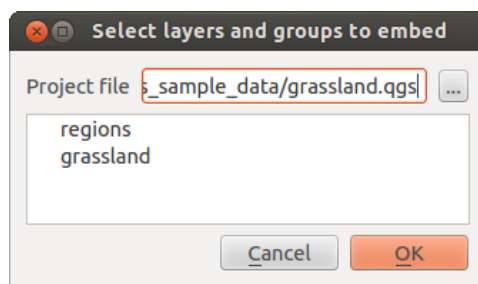 Select layers and groups to embed
Project file s_sample_data/grassland.qgs ...
regions
grassland
Cancel OK